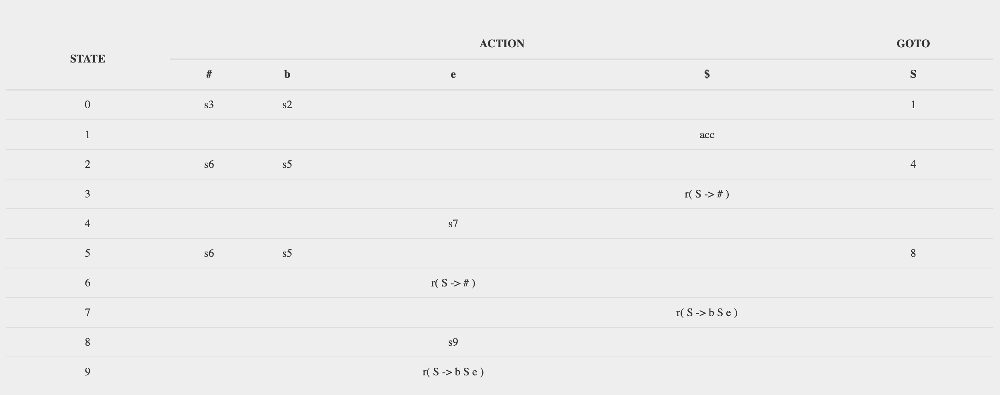 ACTION GOTO
STATE
# b e $ S
0 s3 s2 1
1 acc
2 s6 s5 4
3 r( S -> # )
4 s7
5 s6 s5 8
6 r( S -> # )
7 r( S -> b S e )
8 s9
9 r( S -> b S e )